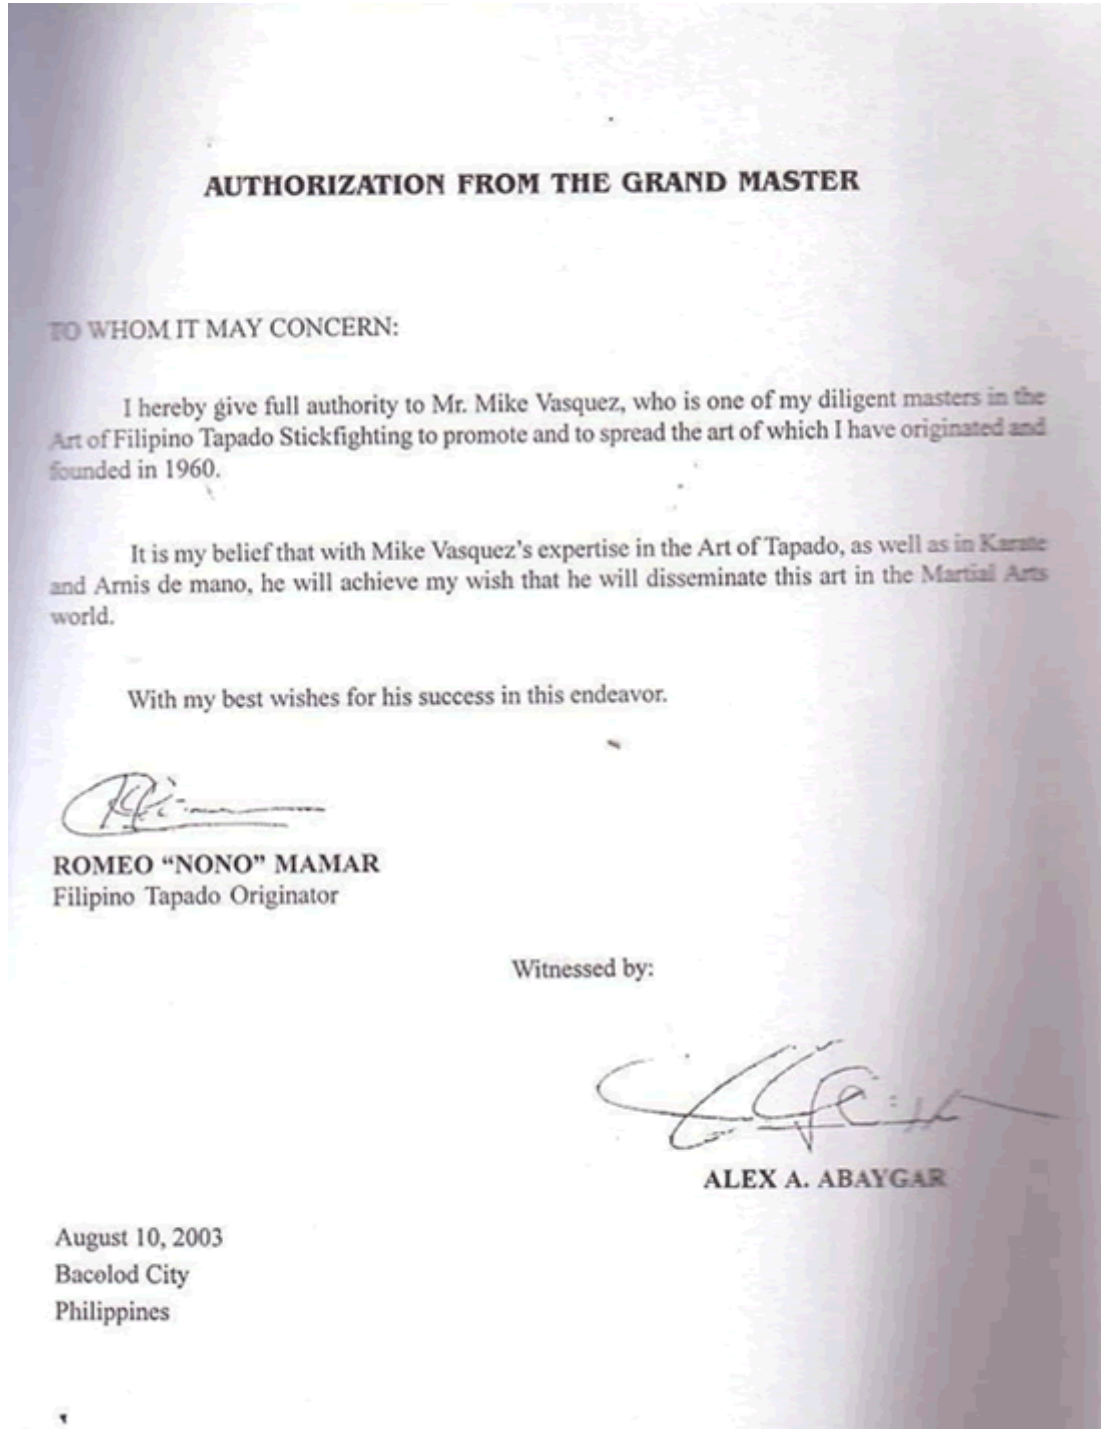 AUTHORIZATION FROM THE GRAND MASTER
TO WHOM IT MAY CONCERN:
I hereby give full authority to Mr. Mike Vasquez, who is one of my diligent masters in the
Art of Filipino Tapado Stickfighting to promote and to spread the art of which I have originated and
founded in 1960.
It is my belief that with Mike Vasquez's expertise in the Art of Tapado, as well as in Karate
and Arnis de mano, he will achieve my wish that he will disseminate this art in the Martial Arts
world.
With my best wishes for his success in this endeavor.
ROMEO “NONO” MAMAR
Filipino Tapado Originator
Witnessed by:
ALEX A. ABAYGAR
August 10, 2003
Bacolod City
Philippines